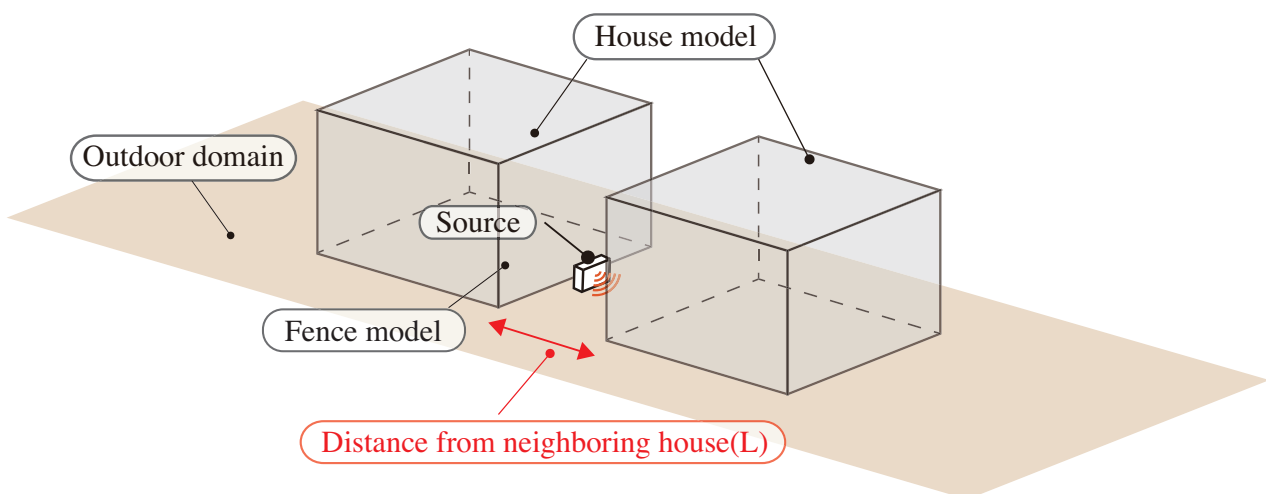 House model
Outdoor domain
Source
Fence model
Distance from neighboring house(L)